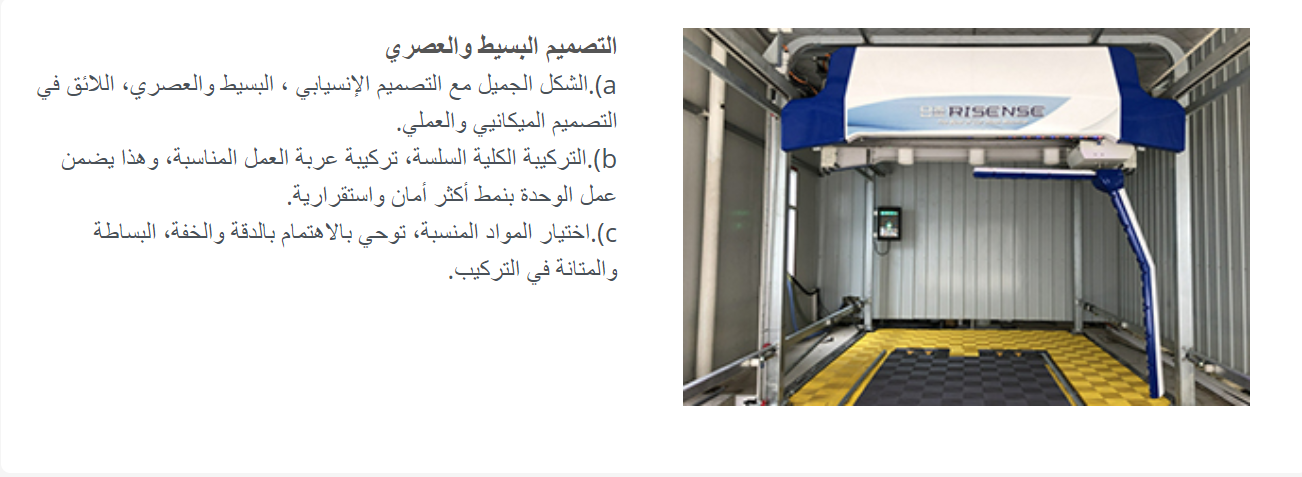 التصميم البسيط والعصري
a).الشكل الجميل مع التصميم الإنسيابي ، البسيط والعصري، اللائق في
التصميم الميكانيي والعملي.
b).التركيبة الكلية السلسة، تركيبة عربة العمل المناسبة، وهذا يضمن
عمل الوحدة بنمط أكثر أمان واستقرارية.
c).اختيار المواد المنسبة، توحي بالاهتمام بالدقة والخفة، البساطة
والمتانة في التركيب.
RISENSE